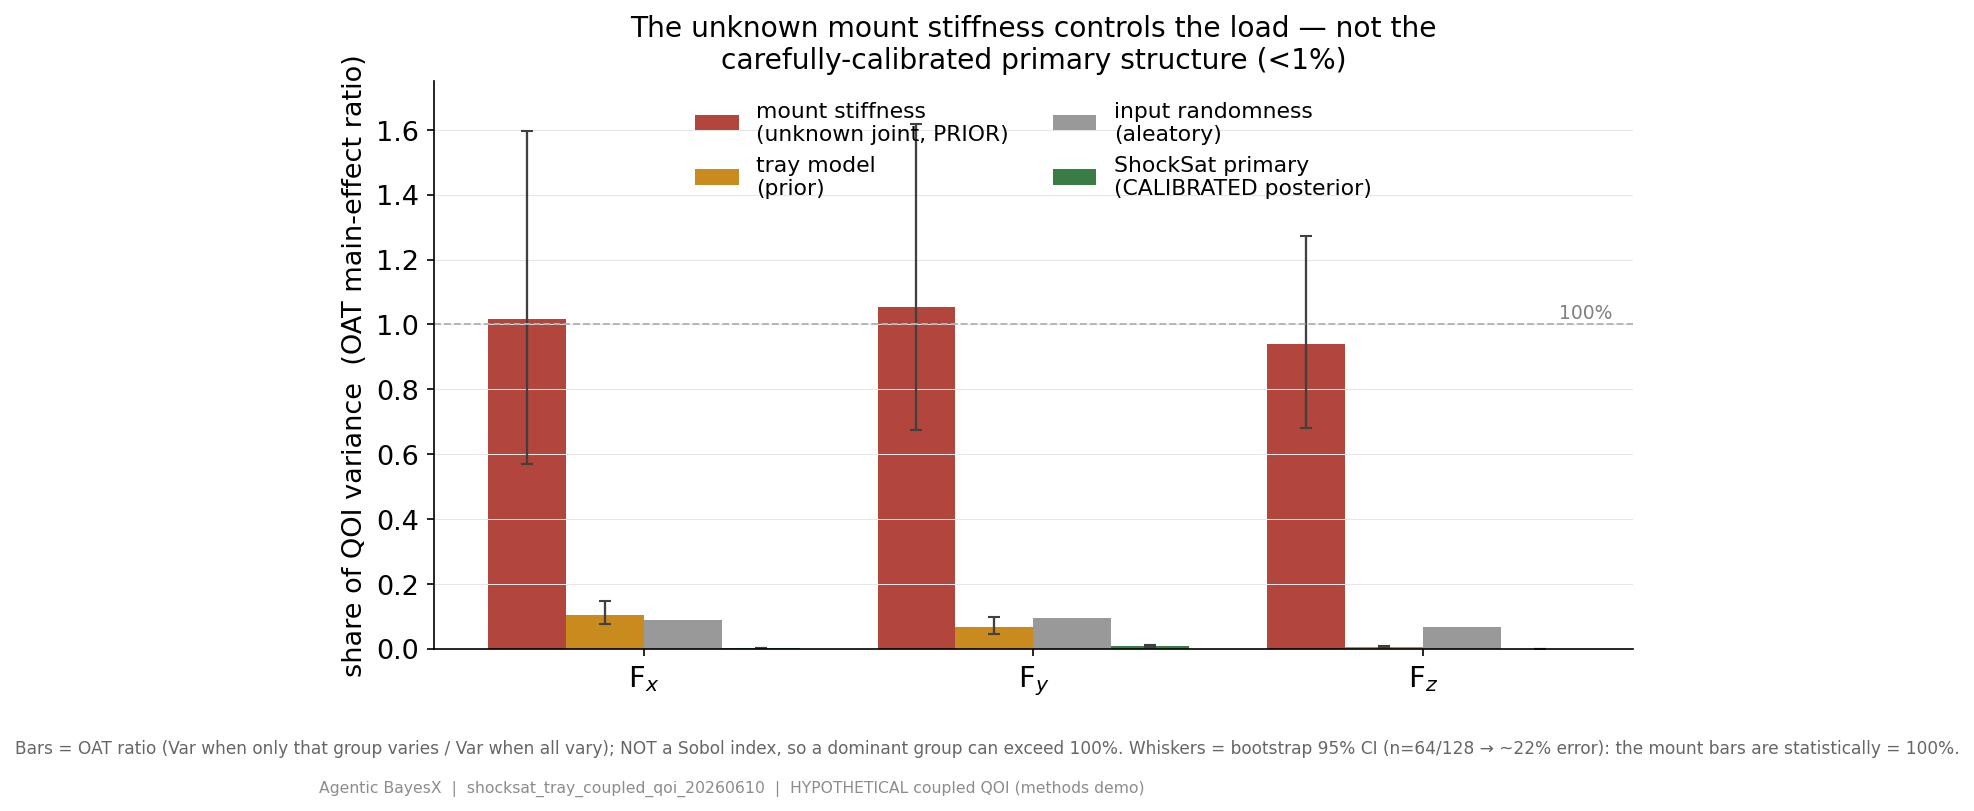 The unknown mount stiffness controls the load — not the
carefully-calibrated primary structure (<1%)
share of QOI variance (OAT main-effect ratio)
mount stiffness
(unknown joint, PRIOR)
tray model
(prior)
input randomness
(aleatory)
ShockSat primary
(CALIBRATED posterior)
1.6
1.4
1.2
1.0
0.8
0.6
0.4
0.2
0.0
100%
Fx
Fy
Fz
Bars = OAT ratio (Var when only that group varies / Var when all vary); NOT a Sobol index, so a dominant group can exceed 100%. Whiskers = bootstrap 95% CI (n=64/128 → ~22% error): the mount bars are statistically = 100%.
Agentic BayesX | shocksat_tray_coupled_qoi_20260610 | HYPOTHETICAL coupled QOI (methods demo)